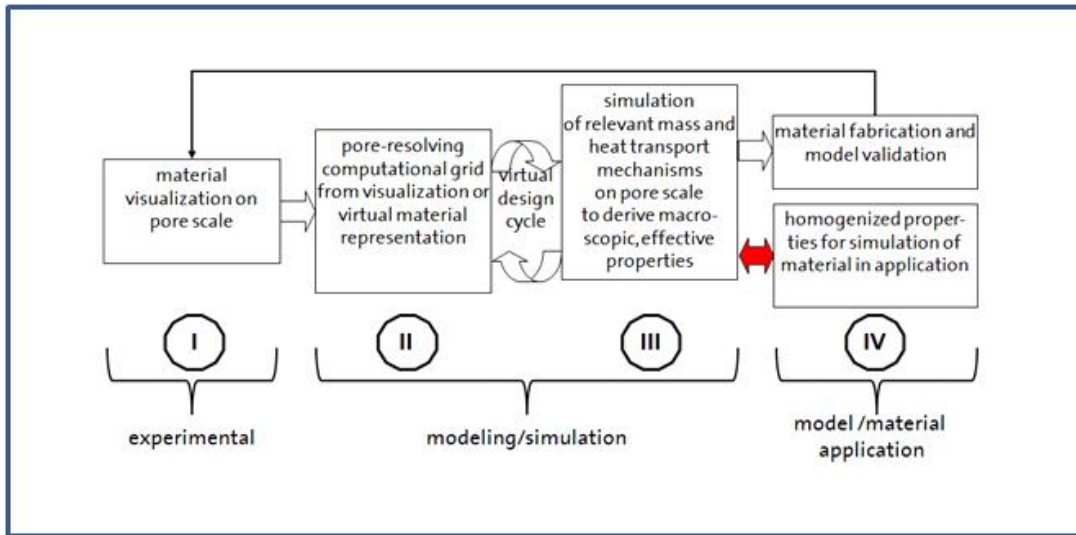 material
visualization on
pore scale
pore-resolving
computational grid
from visualization or
virtual material
representation
virtual
design
cycle
simulation
of relevant mass and
heat transport
mechanisms
on pore scale
to derive macro-
scopic, effective
properties
material fabrication and
model validation
homogenized proper-
ties for simulation of
material in application
I
II
III
IV
experimental
modeling/simulation
model /material
application